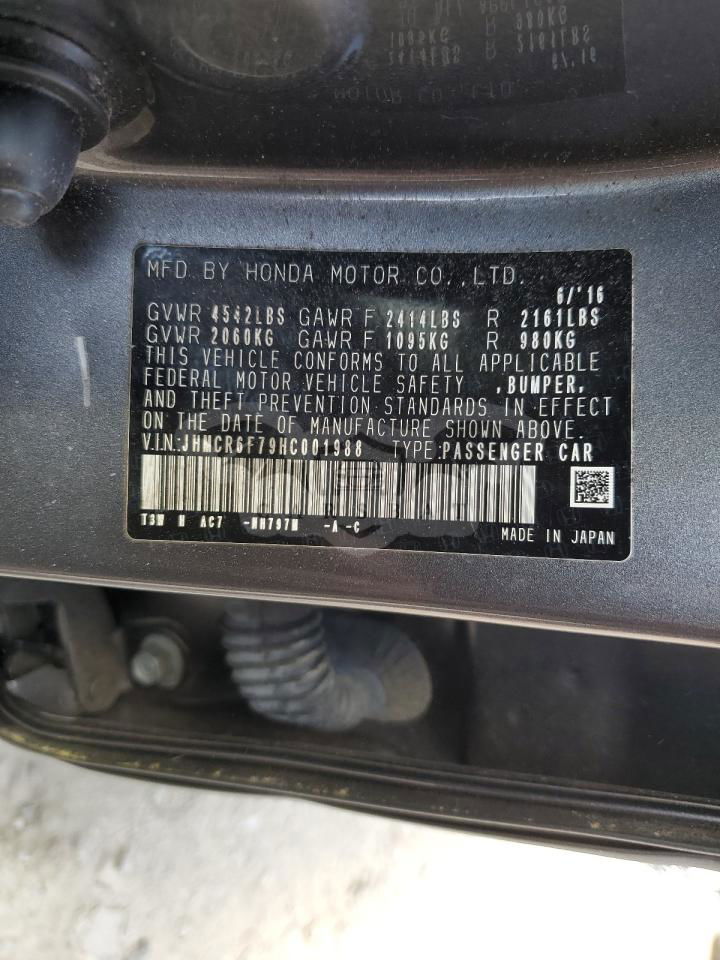 MFD. BY HONDA MOTOR CO.,LTD.
6/'16
GVWR 4542LBS GAWR F 2414LBS R 2161LBS
GVWR 2060KG GAWR F 1095KG R 980KG
THIS VEHICLE CONFORMS TO ALL APPLICABLE
FEDERAL MOTOR VEHICLE SAFETY ,BUMPER,
AND THEFT PREVENTION STANDARDS IN EFFECT
ON THE DATE OF MANUFACTURE SHOWN ABOVE.
V.I.N.:JHMCR6F79HC001988 TYPE:PASSENGER CAR
AC7 -NH797M -A -C
MADE IN JAPAN